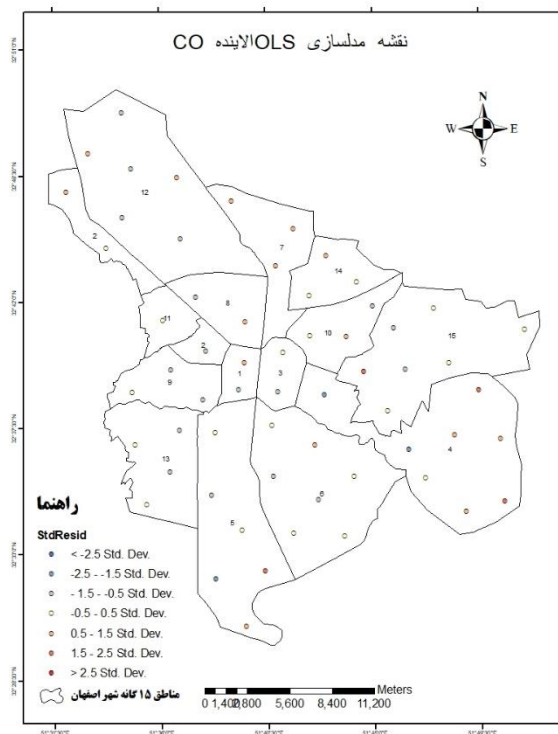 نقشه مدلسازی OLSالاینده CO
N
W E
S
12
2
7
14
11
8
10
15
2
1
3
9
4
13
6
5
راهنما
StdResid
< -2.5 Std. Dev.
-2.5 - -1.5 Std. Dev.
- 1.5 - -0.5 Std. Dev.
-0.5 - 0.5 Std. Dev.
0.5 - 1.5 Std. Dev.
1.5 - 2.5 Std. Dev.
> 2.5 Std. Dev.
مناطق ۱۵ گانه شهر اصفهان
Meters
0 1,4002,800 5,600 8,400 11,200